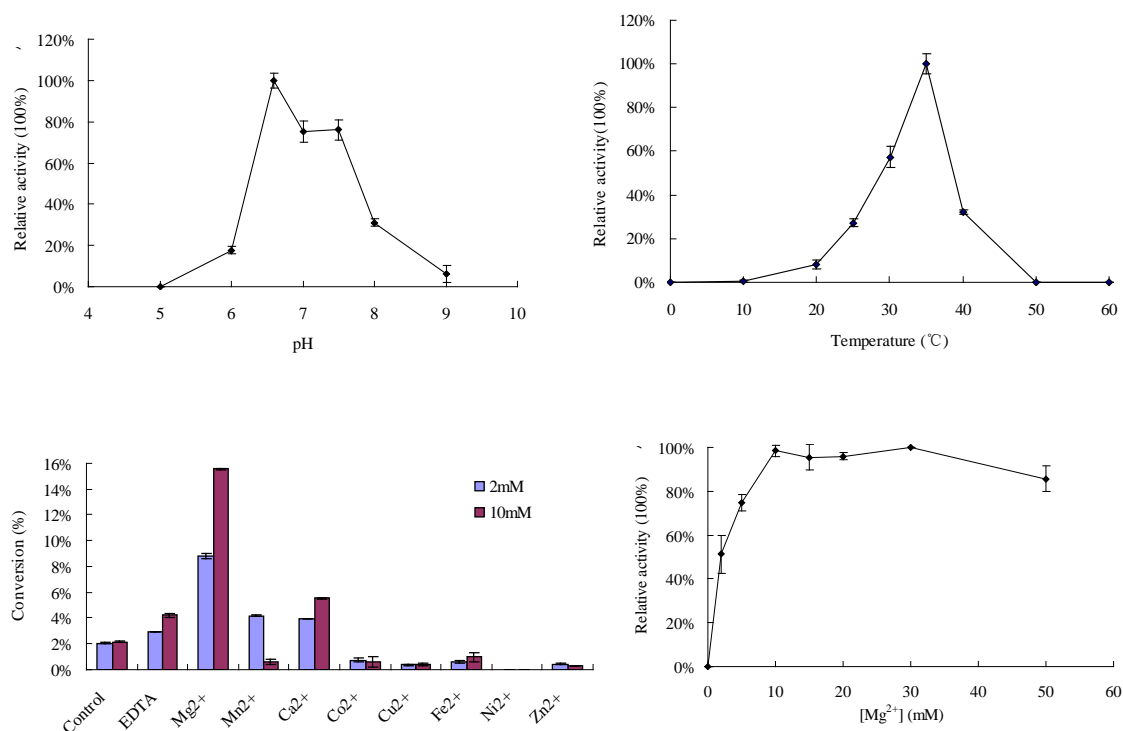 120%
100%
80%
60%
40%
20%
0%
Relative activity (100%)
4 5 6 7 8 9 10
pH
120%
100%
80%
60%
40%
20%
0%
Relative activity(100%)
0 10 20 30 40 50 60
Temperature (℃)
16%
14%
12%
10%
8%
6%
4%
2%
0%
Conversion (%)
2mM
10mM
Control EDTA Mg2+ Mn2+ Ca2+ Co2+ Cu2+ Fe2+ Ni2+ Zn2+
100%
80%
60%
40%
20%
0%
Relative activity (100%)
0 10 20 30 40 50 60
[Mg²⁺] (mM)